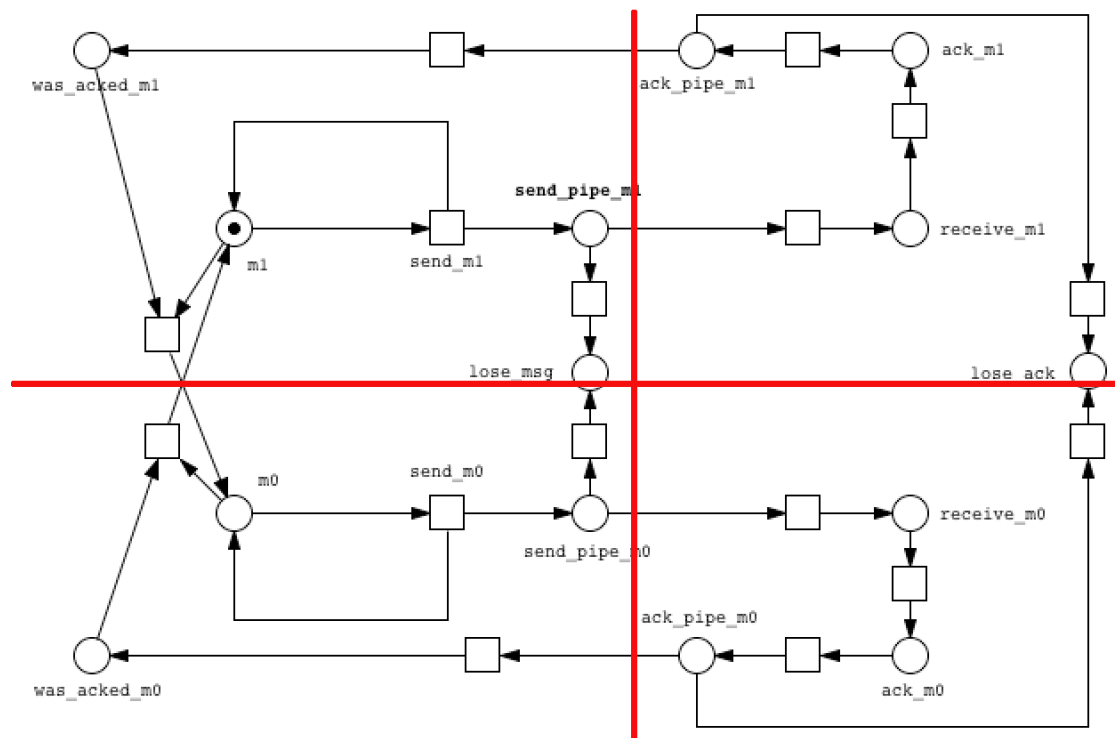 ack_m1
was_acked_m1
ack_pipe_m1
send_pipe_m1
receive_m1
m1
send_m1
lose_msg
lose_ack
m0
send_m0
receive_m0
send_pipe_m0
ack_pipe_m0
was_acked_m0
ack_m0